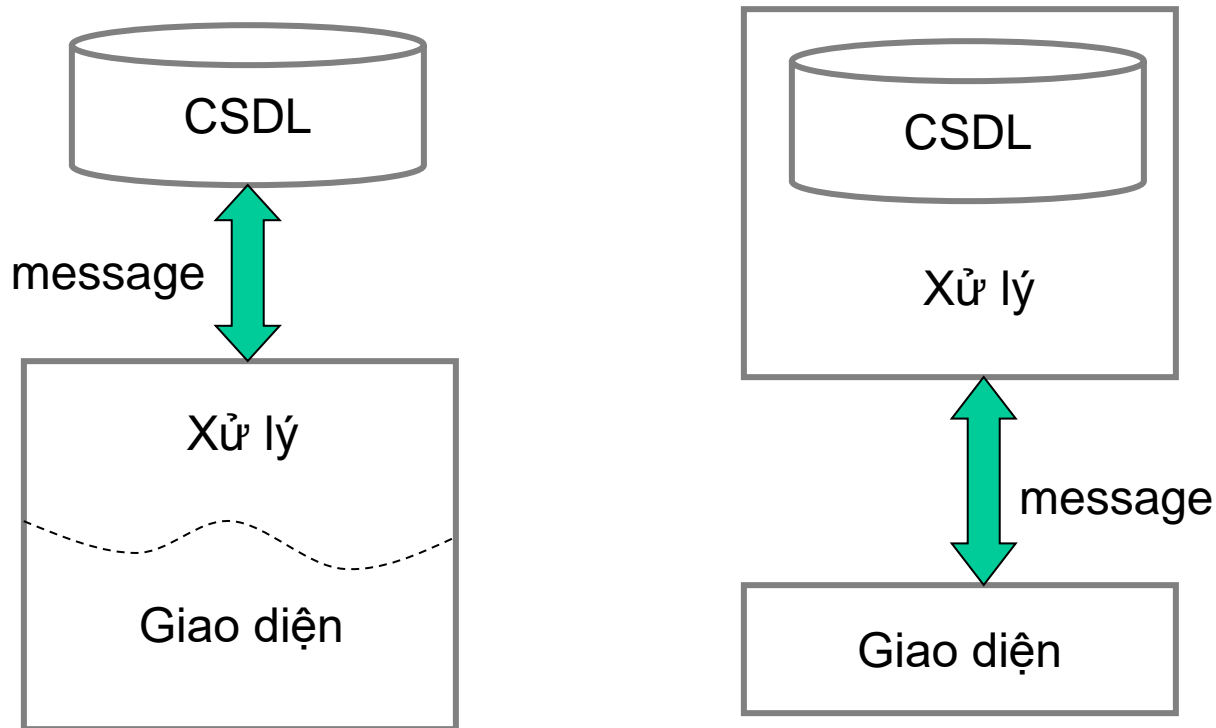 CSDL
message
Xử lý
Giao diện
CSDL
Xử lý
message
Giao diện